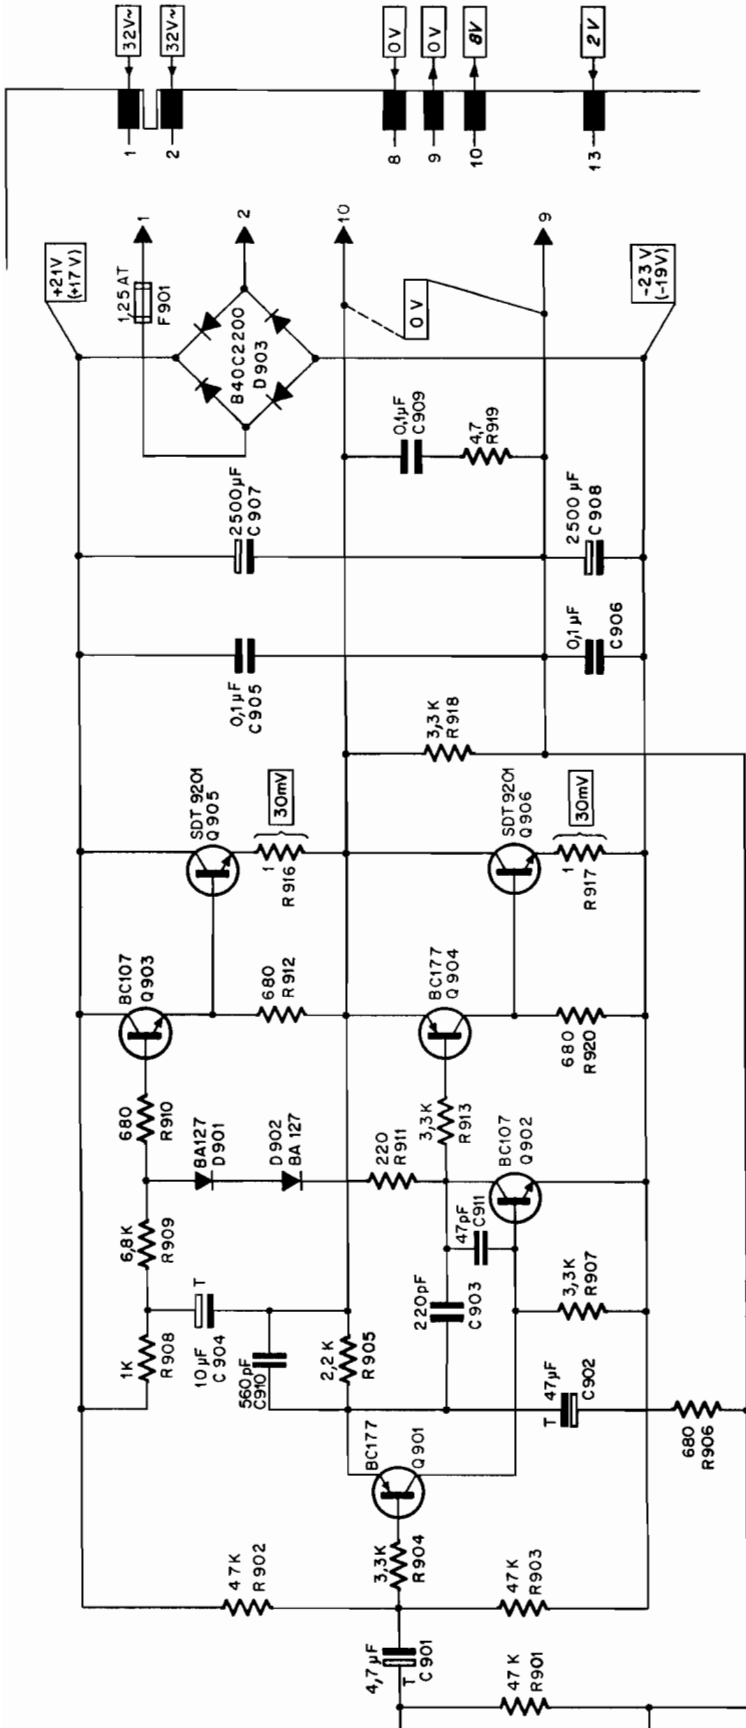 32V~
32V~
0V
0V
8V
2V
1
2
8
9
10
13
+21V
(+17V)
1
2
10
9
-23V
(-19V)
1,25 AT
F901
B40C2200
D903
0V
0,1µF
C909
4,7
R919
2500µF
C907
2500 µF
C908
0,1µF
C905
0,1µF
C906
3,3K
R918
SDT 9201
Q905
30mV
1
R916
SDT9201
Q906
30mV
1
R917
BC107
Q903
680
R912
BC177
Q904
680
R920
680
R910
BA127
D901
D902
BA 127
220
R911
3,3K
R913
BC107
Q902
6,8K
R909
47pF
C911
3,3K
R907
1K
R908
T
10µF
C904
560pF
C910
2,2K
R905
220pF
C903
T 47µF
C902
680
R906
BC177
Q901
47K
R902
3,3K
R904
47K
R903
4,7µF
T C901
47K
R901